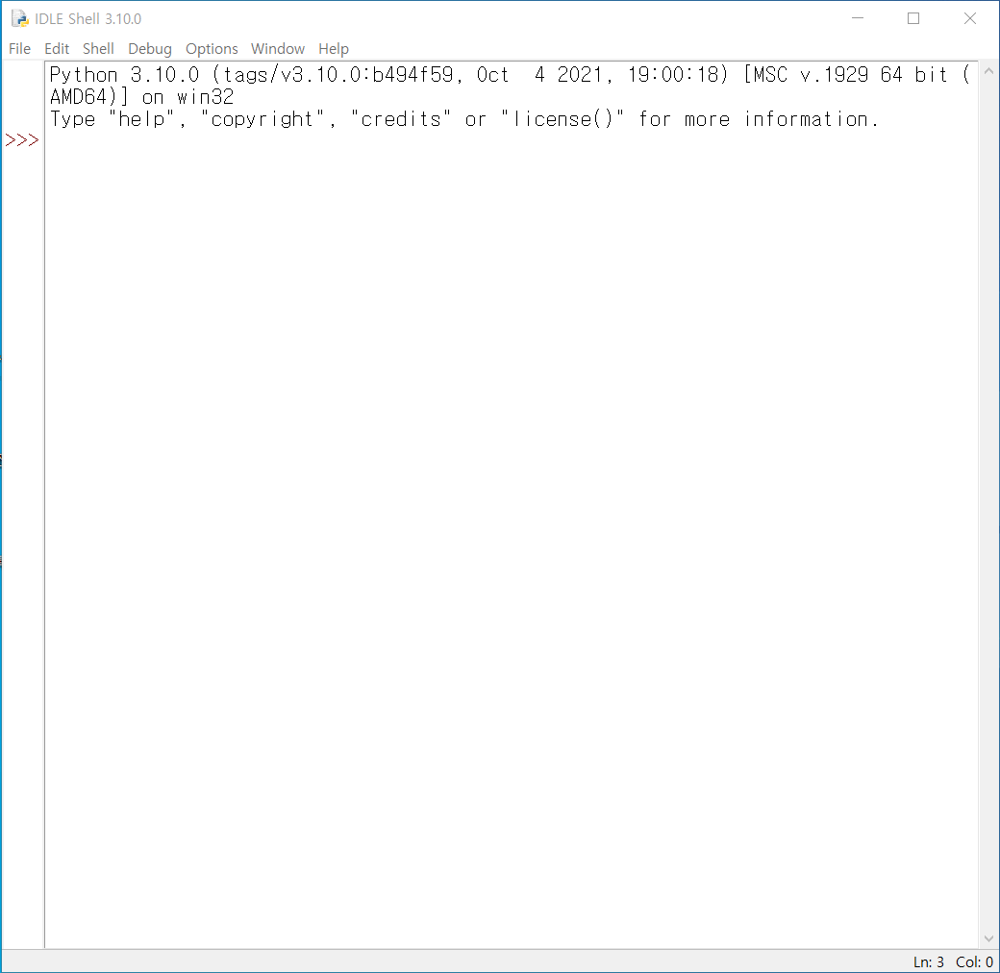 IDLE Shell 3.10.0
File Edit Shell Debug Options Window Help
Python 3.10.0 (tags/v3.10.0:b494f59, Oct  4 2021, 19:00:18) [MSC v.1929 64 bit (
AMD64)] on win32
Type "help", "copyright", "credits" or "license()" for more information.
>>>
Ln: 3 Col: 0